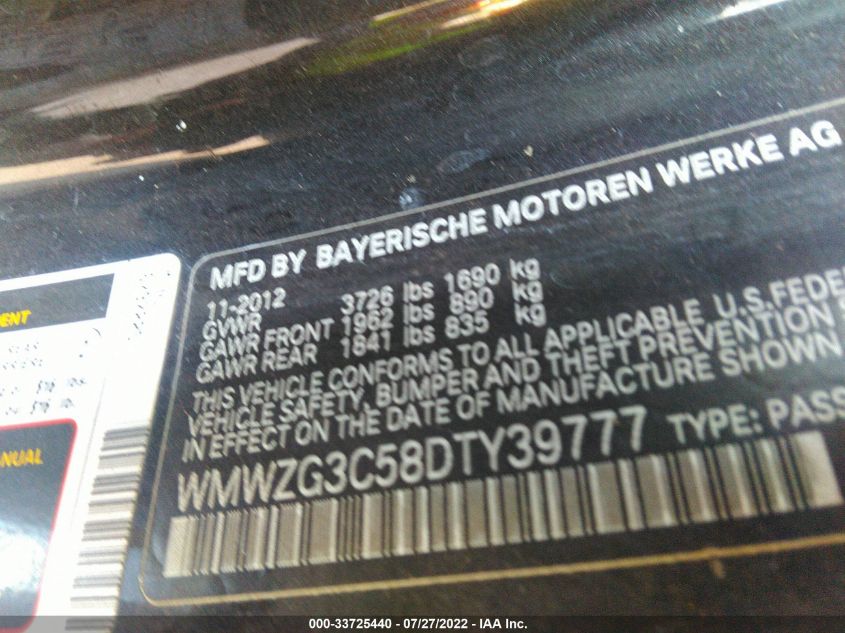 MFD BY BAYERISCHE MOTOREN WERKE AG
11-2012
GVWR 3726 lbs 1690 kg
GAWR FRONT 1962 lbs 890 kg
GAWR REAR 1841 lbs 835 kg
THIS VEHICLE CONFORMS TO ALL APPLICABLE U.S.FEDE
VEHICLE SAFETY, BUMPER AND THEFT PREVENTION
IN EFFECT ON THE DATE OF MANUFACTURE SHOWN
WMWZG3C58DTY39777 TYPE: PASS
ENT
ANUAL
000-33725440 - 07/27/2022 - IAA Inc.